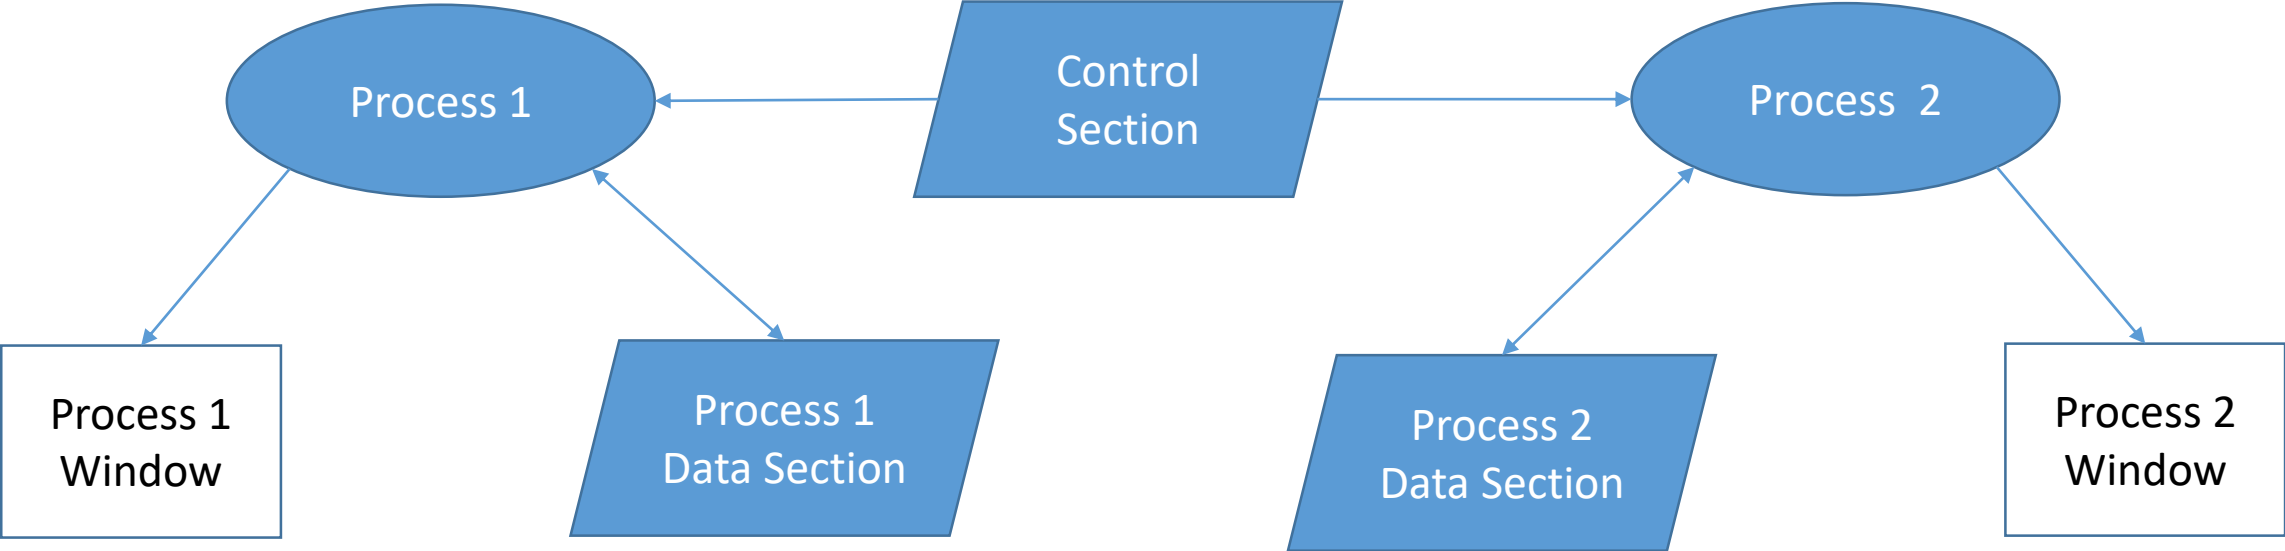 Process 1
Control
Section
Process  2
Process 1
Window
Process 1
Data Section
Process 2
Data Section
Process 2
Window